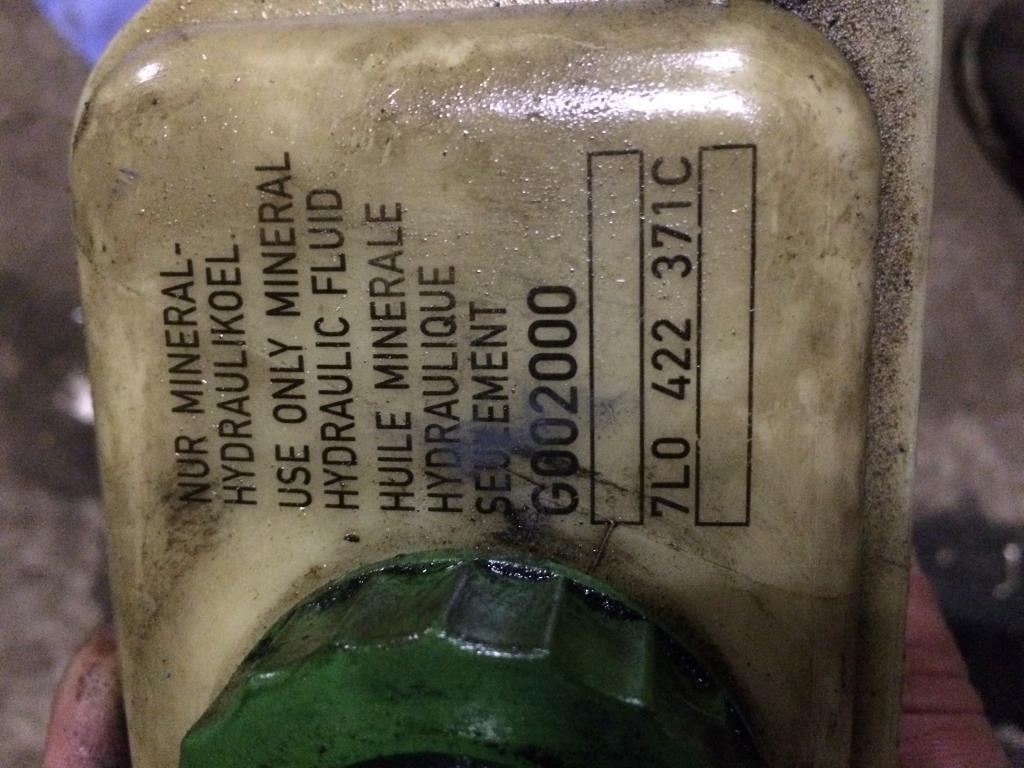 NUR MINERAL-
HYDRAULIKOEL
USE ONLY MINERAL
HYDRAULIC FLUID
HUILE MINERALE
HYDRAULIQUE
SEULEMENT
G002000
7L0 422 371C